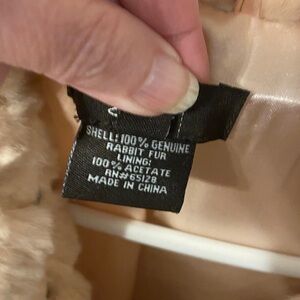 SHELL: 100% GENUINE
RABBIT FUR
LINING:
100% ACETATE
RN#65128
MADE IN CHINA